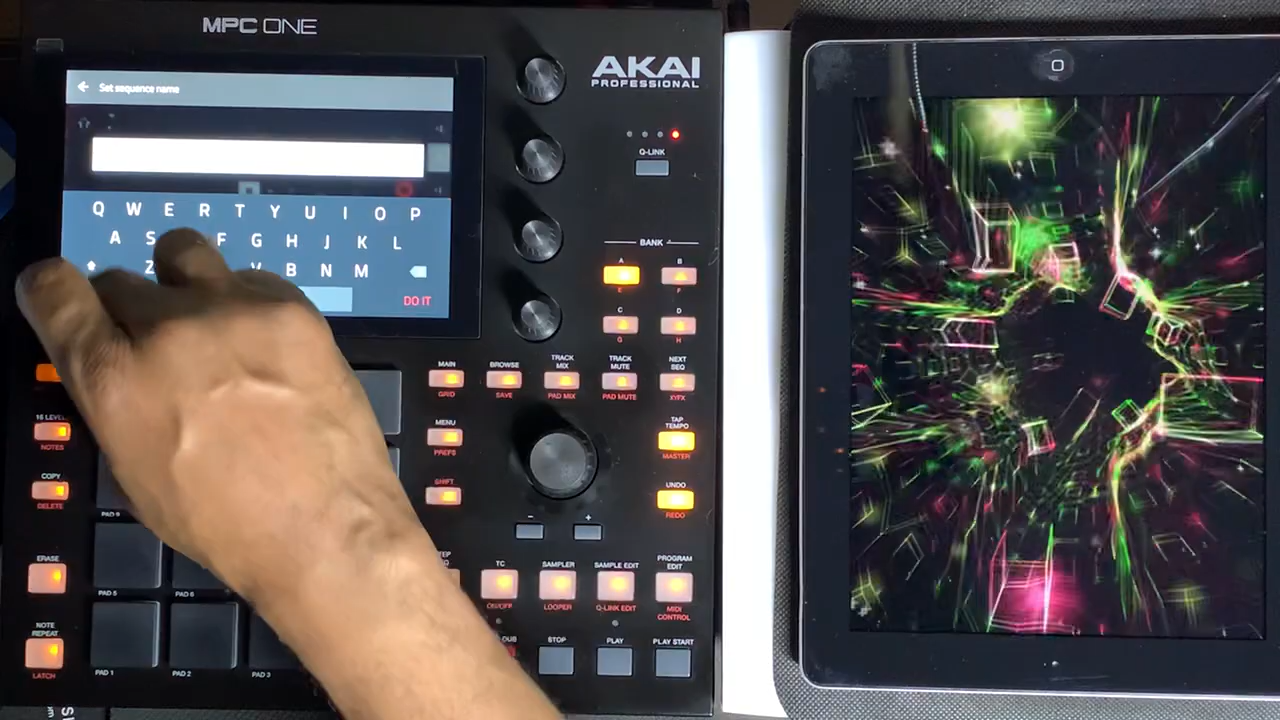 MPC ONE
AKAI
PROFESSIONAL
Set sequence name
Q W E R T Y U I O P
A S F G H J K L
Z V B N M
DO IT
Q-LINK
BANK
A
E
B
F
C
G
D
H
MAIN
GRID
BROWSE
SAVE
TRACK MIX
PAD MIX
TRACK MUTE
PAD MUTE
NEXT SEQ
XYFX
16 LEVEL
NOTES
MENU
PREFS
TAP TEMPO
MASTER
COPY
DELETE
SHIFT
UNDO
REDO
PAD 9
- +
ERASE
TC
ON/OFF
SAMPLER
LOOPER
SAMPLE EDIT
Q-LINK EDIT
PROGRAM EDIT
MIDI CONTROL
PAD 5
PAD 6
NOTE REPEAT
LATCH
DUB
STOP
PLAY
PLAY START
PAD 1
PAD 2
PAD 3